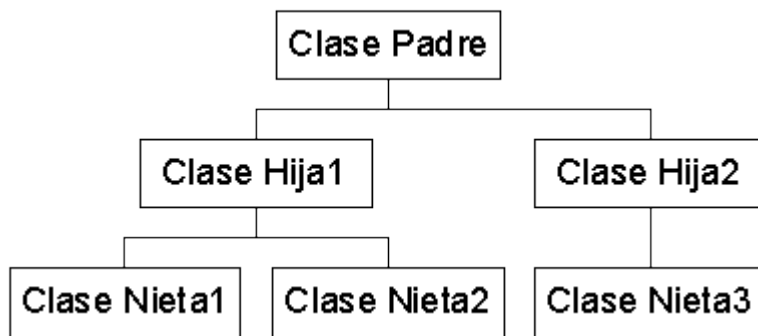 Clase Padre
Clase Hija1
Clase Hija2
Clase Nieta1
Clase Nieta2
Clase Nieta3